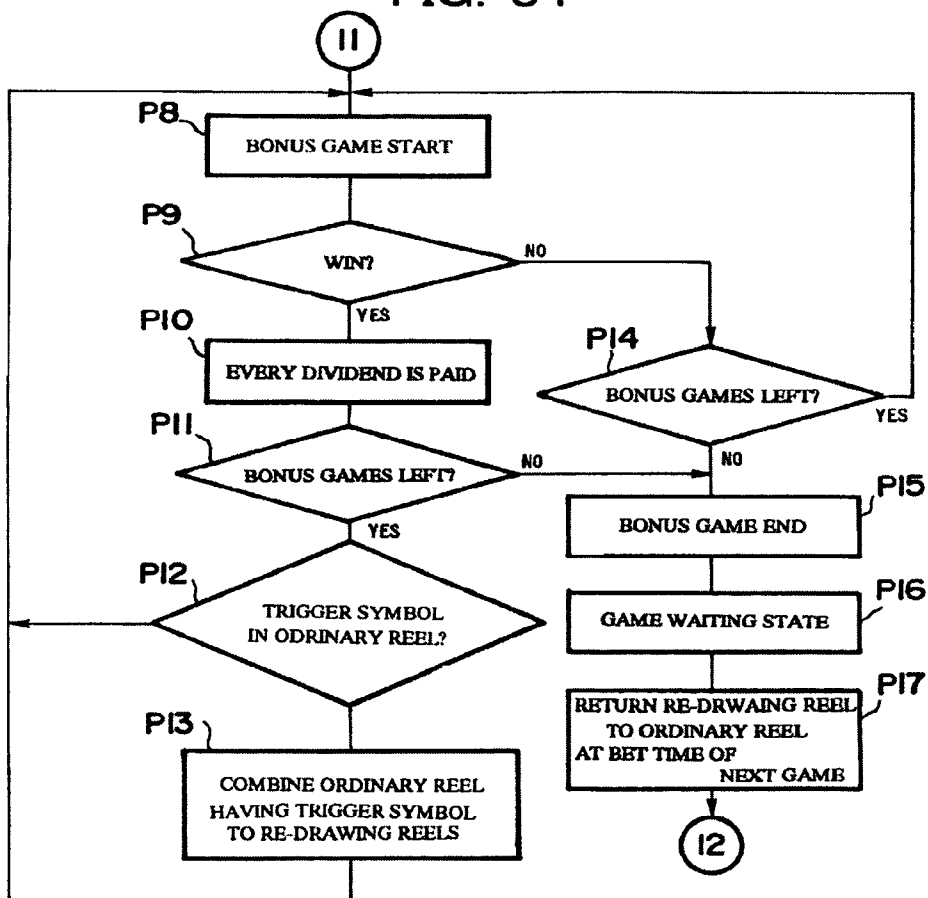 11
P8
BONUS GAME START
P9
WIN?
NO
YES
P10
EVERY DIVIDEND IS PAID
P14
BONUS GAMES LEFT?
YES
NO
P11
BONUS GAMES LEFT?
NO
YES
P15
BONUS GAME END
P12
TRIGGER SYMBOL
IN ODRINARY REEL?
P16
GAME WAITING STATE
P13
COMBINE ORDINARY REEL
HAVING TRIGGER SYMBOL
TO RE-DRAWING REELS
P17
RETURN RE-DRWAING REEL
TO ORDINARY REEL
AT BET TIME OF
NEXT GAME
12